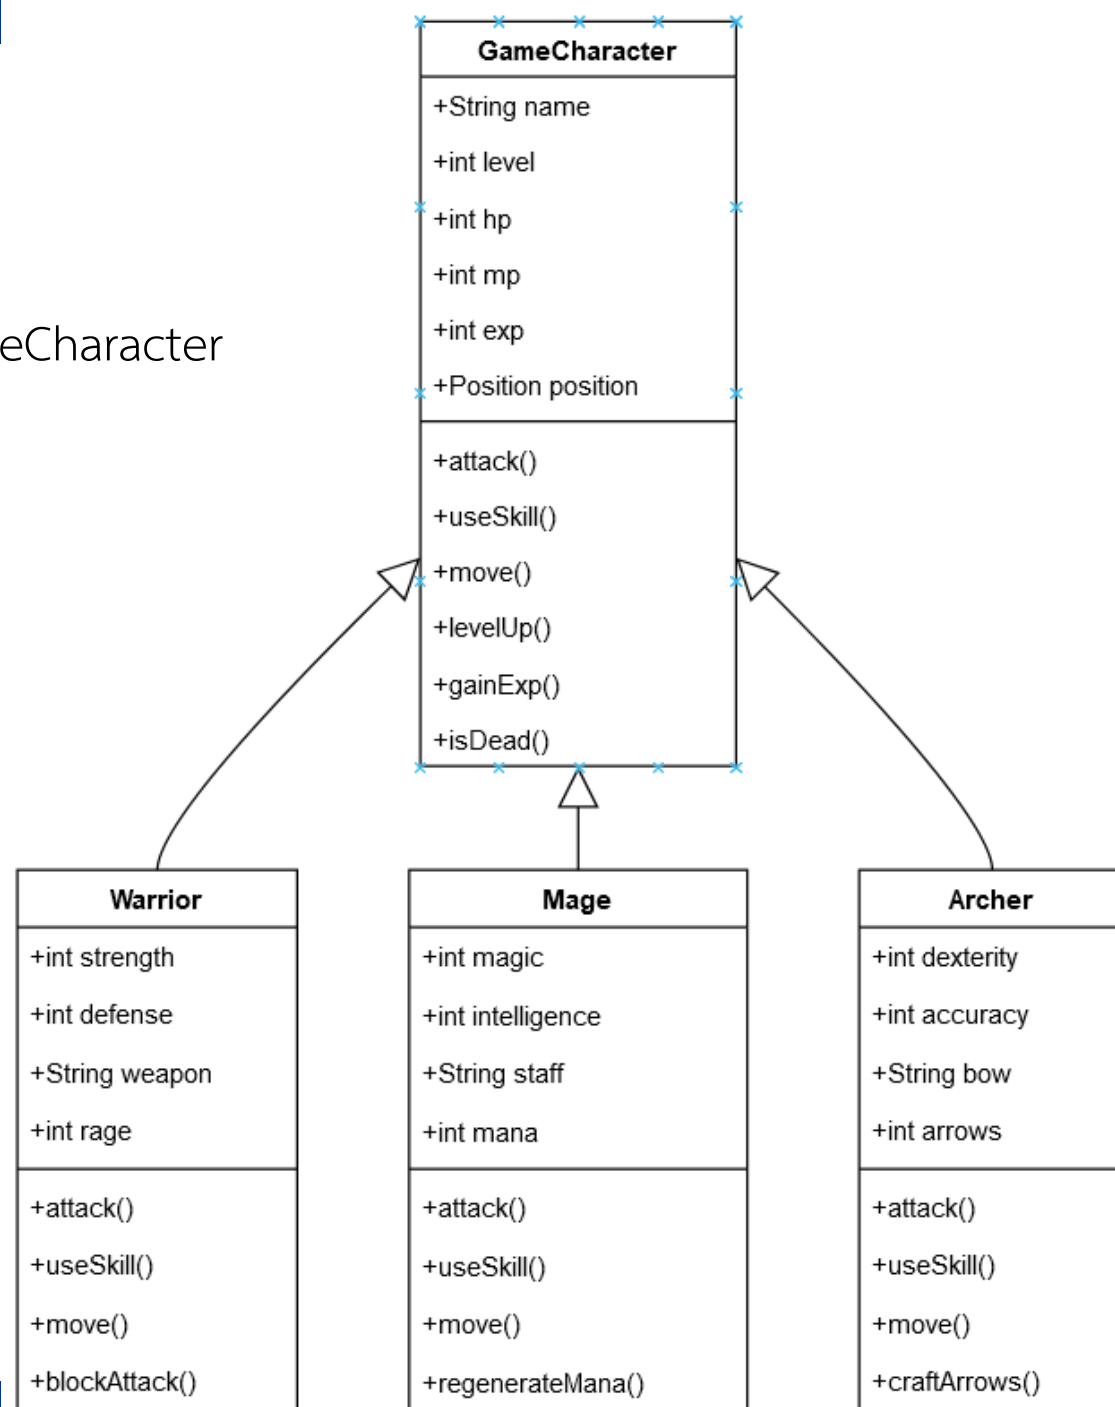 GameCharacter
+String name
+int level
+int hp
+int mp
+int exp
+Position position
eCharacter
+attack()
+useSkill()
+move()
+levelUp()
+gainExp()
+isDead()
Warrior
+int strength
+int defense
+String weapon
+int rage
+attack()
+useSkill()
+move()
+blockAttack()
Mage
+int magic
+int intelligence
+String staff
+int mana
+attack()
+useSkill()
+move()
+regenerateMana()
Archer
+int dexterity
+int accuracy
+String bow
+int arrows
+attack()
+useSkill()
+move()
+craftArrows()